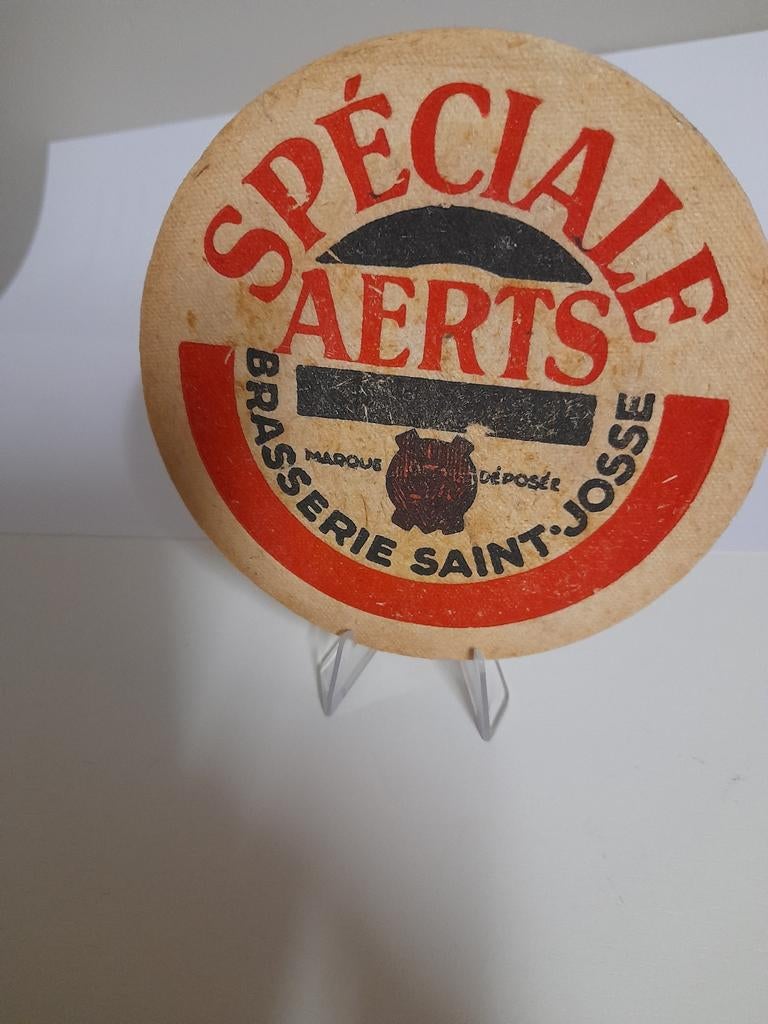 SPÉCIALE
AERTS
MARQUE DÉPOSÉE
BRASSERIE SAINT-JOSSE